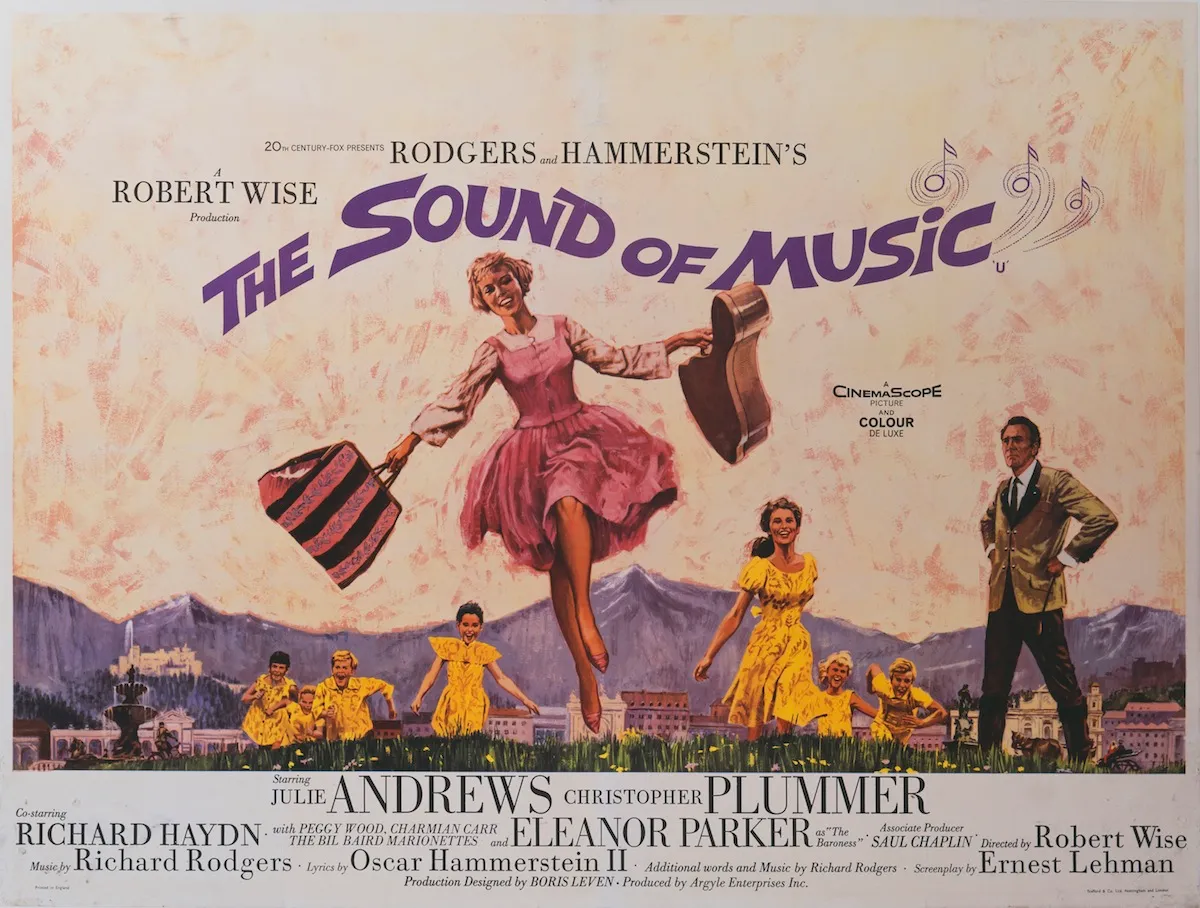 20TH CENTURY-FOX PRESENTS RODGERS and HAMMERSTEIN'S
A
ROBERT WISE
Production
THE SOUND OF MUSIC
'U'
A
CINEMASCOPE
PICTURE
AND
COLOUR
DE LUXE
Starring
JULIE ANDREWS CHRISTOPHER PLUMMER
Co-starring
RICHARD HAYDN · with PEGGY WOOD, CHARMIAN CARR
THE BIL BAIRD MARIONETTES and ELEANOR PARKER as "The
Baroness" · Associate Producer
SAUL CHAPLIN · Directed by Robert Wise
Music by Richard Rodgers · Lyrics by Oscar Hammerstein II · Additional words and Music by Richard Rodgers · Screenplay by Ernest Lehman
Production Designed by BORIS LEVEN · Produced by Argyle Enterprises Inc.
Printed in England